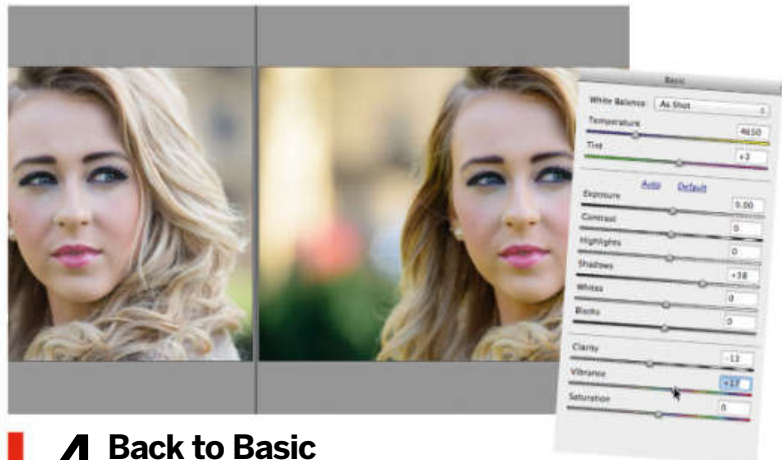 Basic
White Balance: As Shot
Temperature 4650
Tint +3
Auto Default
Exposure 0.00
Contrast 0
Highlights 0
Shadows +38
Whites 0
Blacks 0
Clarity -13
Vibrance +17
Saturation 0
4 Back to Basic